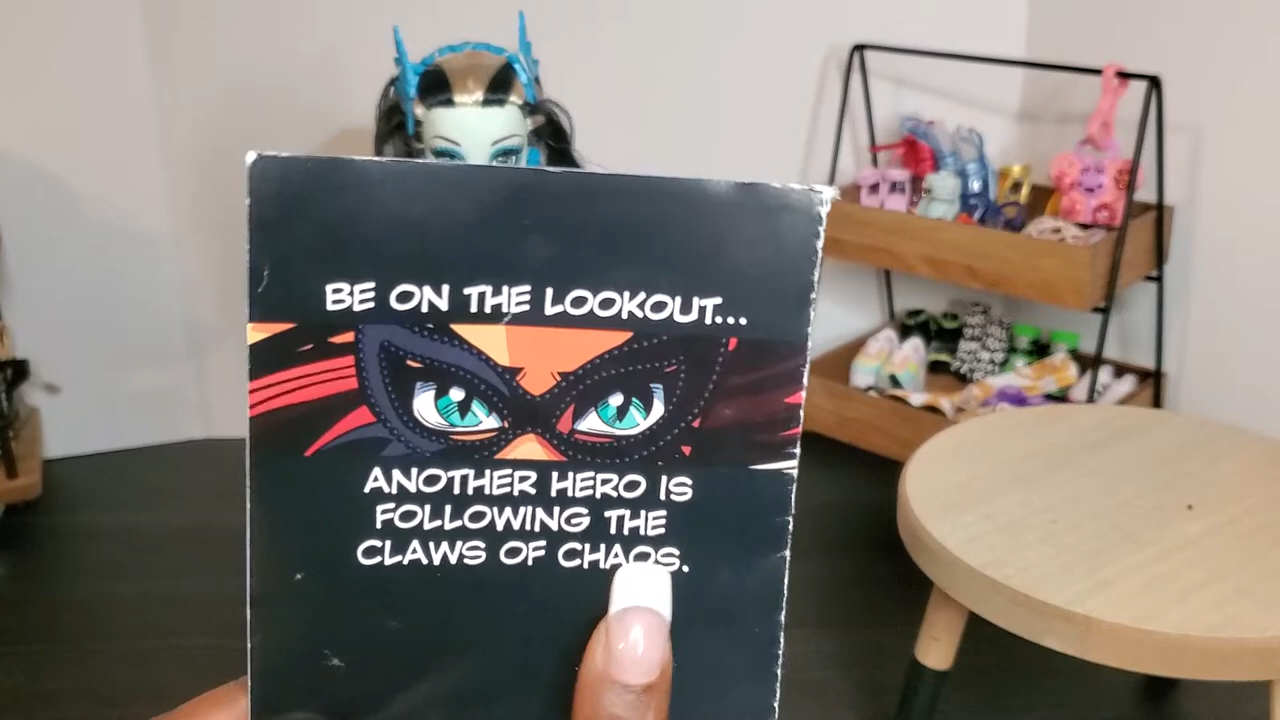 BE ON THE LOOKOUT...
ANOTHER HERO IS
FOLLOWING THE
CLAWS OF CHAOS.